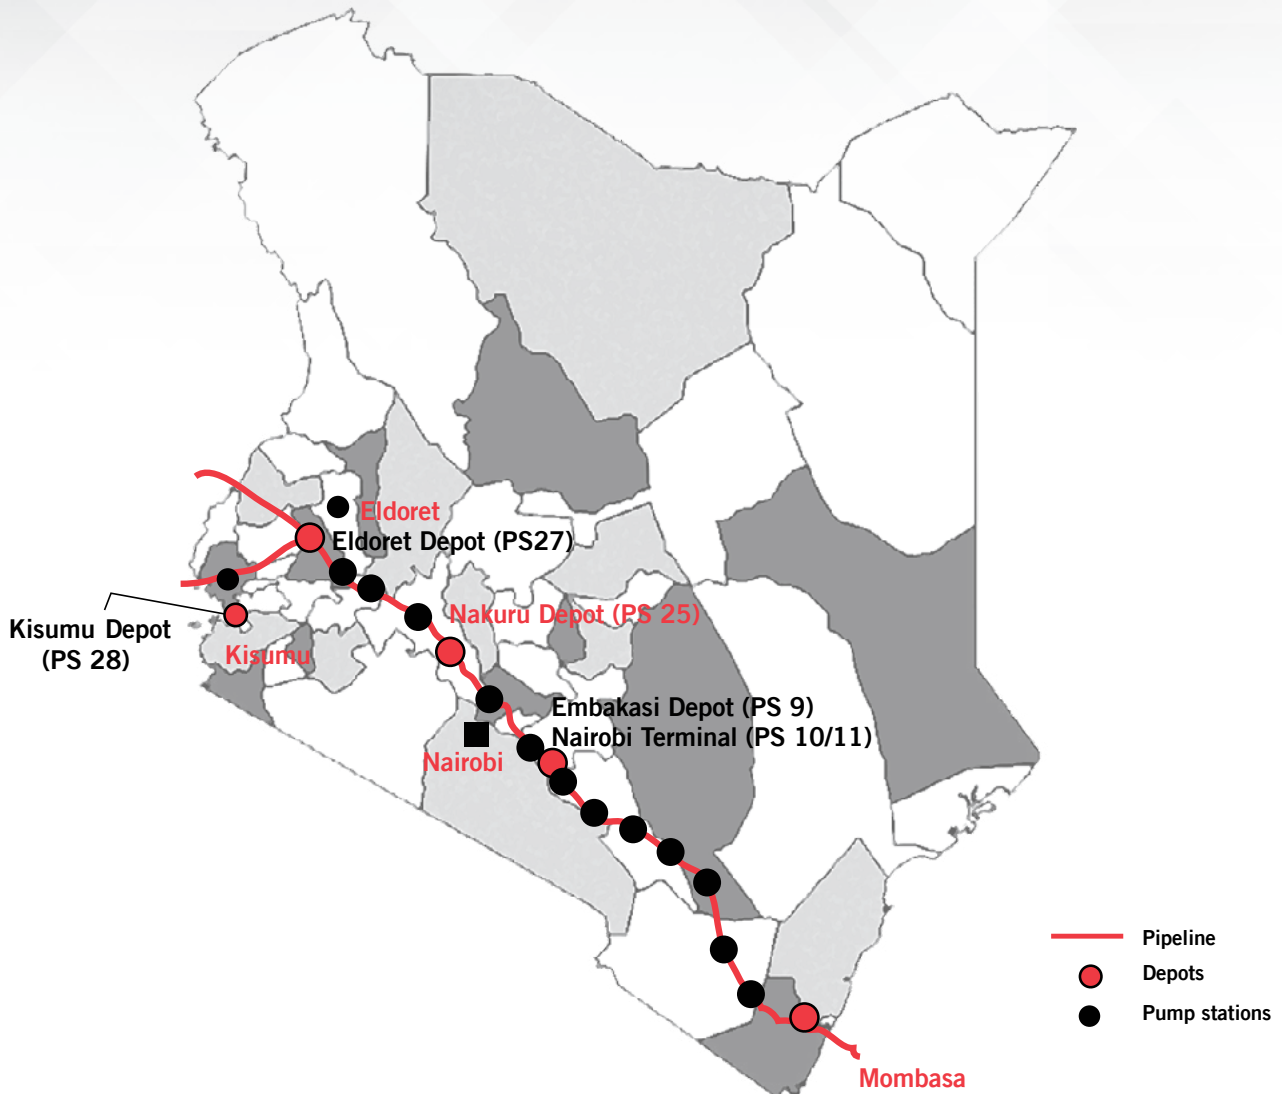 Eldoret
Eldoret Depot (PS27)
Nakuru Depot (PS 25)
Kisumu Depot
(PS 28)
Kisumu
Embakasi Depot (PS 9)
Nairobi Terminal (PS 10/11)
Nairobi
Pipeline
Depots
Pump stations
Mombasa